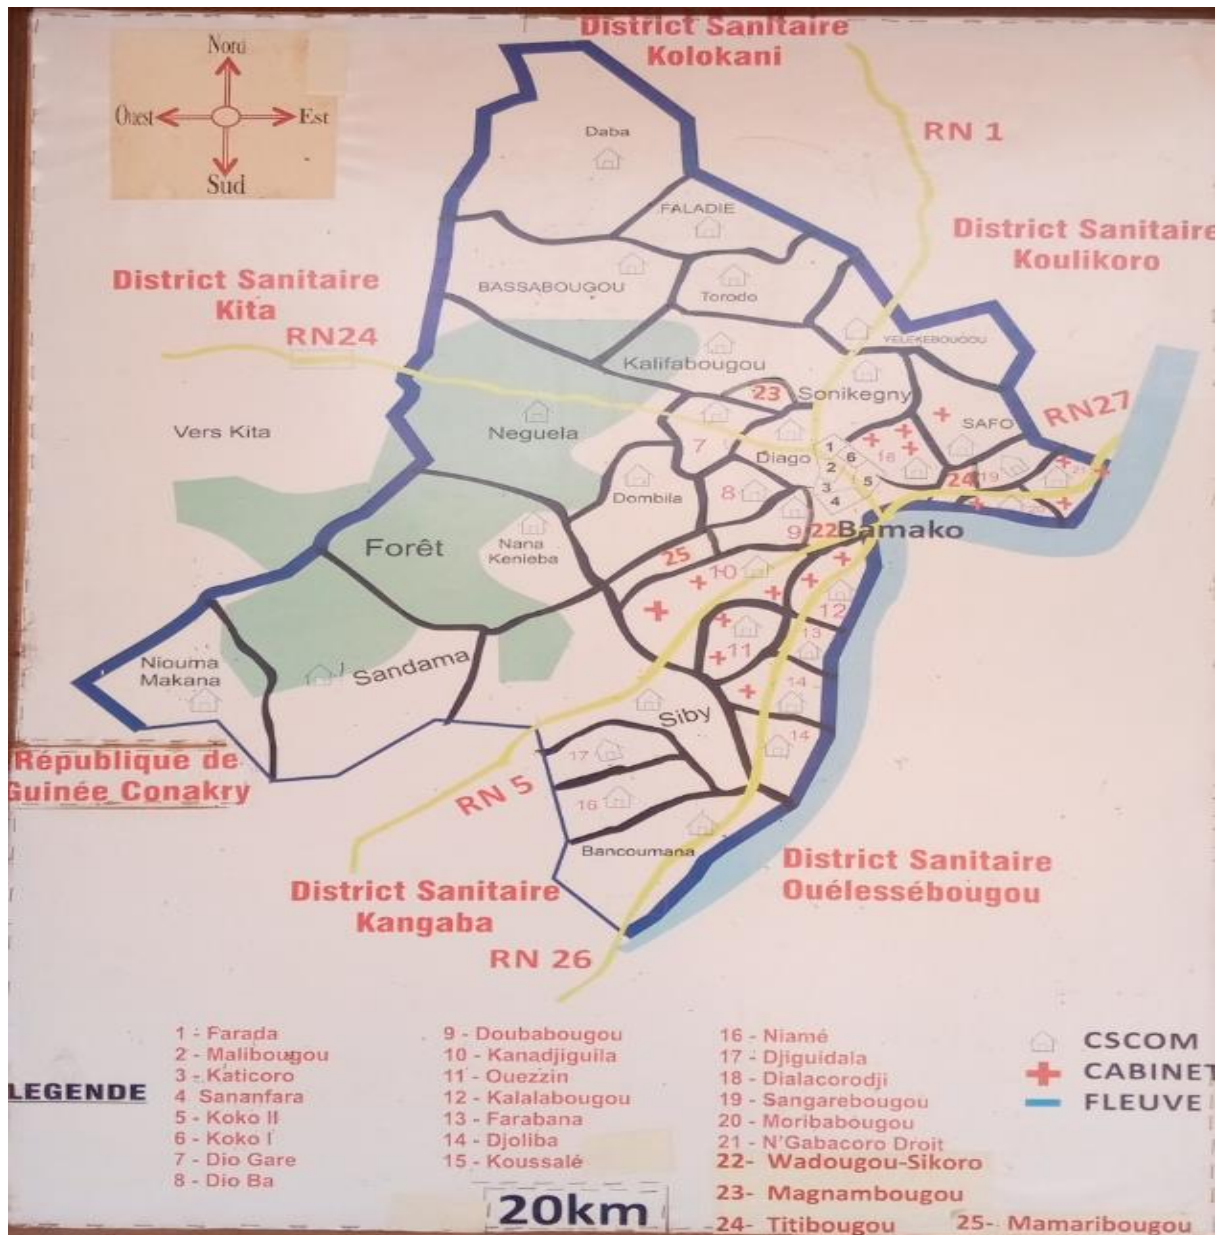 District Sanitaire
Kolokani
Nord
Ouest
Est
Sud
RN 1
Daba
FALADIE
District Sanitaire
Koulikoro
District Sanitaire
Kita
BASSABOUGOU
Torodo
RN24
YELEKEBOUGOU
Kalifabougou
23
Sonikegny
RN27
Vers Kita
Neguela
7
Diago
SAFO
1
6
2
3
5
4
18
24
19
21
Dombila
8
9
22
Bamako
Forêt
Nana
Kenieba
25
10
12
11
13
Niouma
Makana
Sandama
14
Siby
14
République de
Guinée Conakry
17
RN 5
16
Bancoumana
District Sanitaire
Ouélessébougou
District Sanitaire
Kangaba
RN 26
LEGENDE
1 - Farada
2 - Malibougou
3 - Katicoro
4 Sananfara
5 - Koko II
6 - Koko I
7 - Dio Gare
8 - Dio Ba
9 - Doubabougou
10 - Kanadjiguila
11 - Ouezzin
12 - Kalalabougou
13 - Farabana
14 - Djoliba
15 - Koussalé
16 - Niamé
17 - Djiguidala
18 - Dialacorodji
19 - Sangarebougou
20 - Moribabougou
21 - N'Gabacoro Droit
22- Wadougou-Sikoro
23- Magnambougou
24- Titibougou
25- Mamaribougou
CSCOM
CABINET
FLEUVE
20km